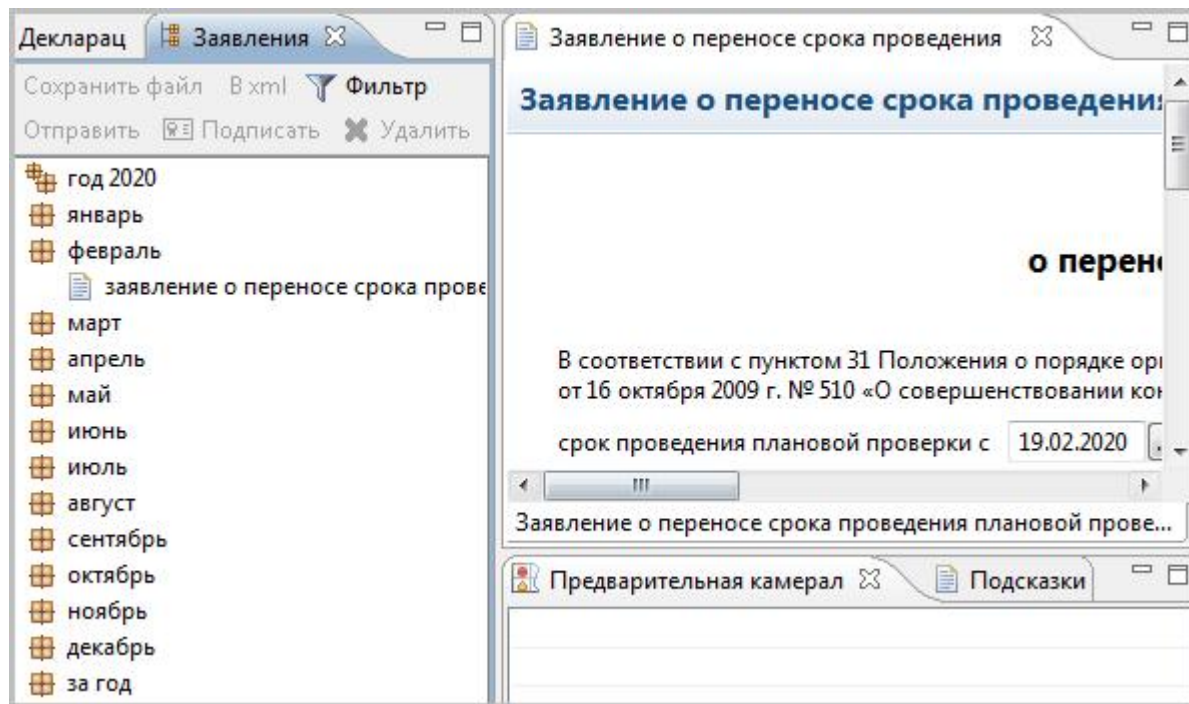 Декларац
Заявления
Сохранить файл В xml Фильтр
Отправить Подписать Удалить
год 2020
январь
февраль
заявление о переносе срока прове
март
апрель
май
июнь
июль
август
сентябрь
октябрь
ноябрь
декабрь
за год
Заявление о переносе срока проведения
Заявление о переносе срока проведени
о перен
В соответствии с пунктом 31 Положения о порядке ор
от 16 октября 2009 г. № 510 «О совершенствовании ко
срок проведения плановой проверки с 19.02.2020
Заявление о переносе срока проведения плановой прове...
Предварительная камерал
Подсказки